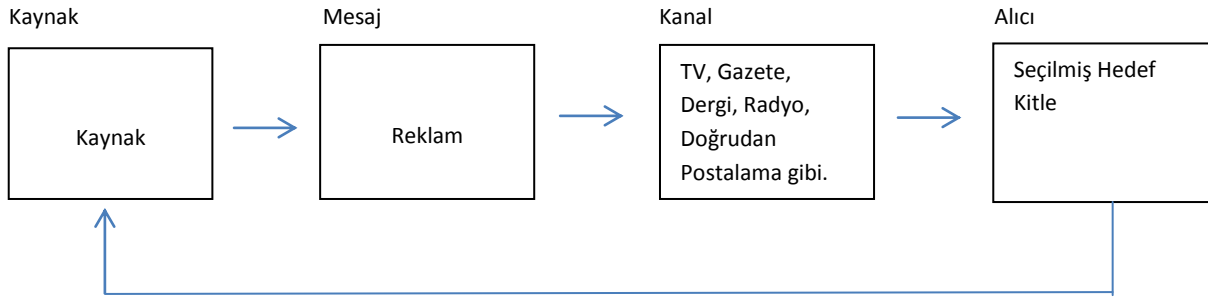 Kaynak
Mesaj
Kanal
Alıcı
Kaynak
Reklam
TV, Gazete,
Dergi, Radyo,
Doğrudan
Postalama gibi.
Seçilmiş Hedef
Kitle